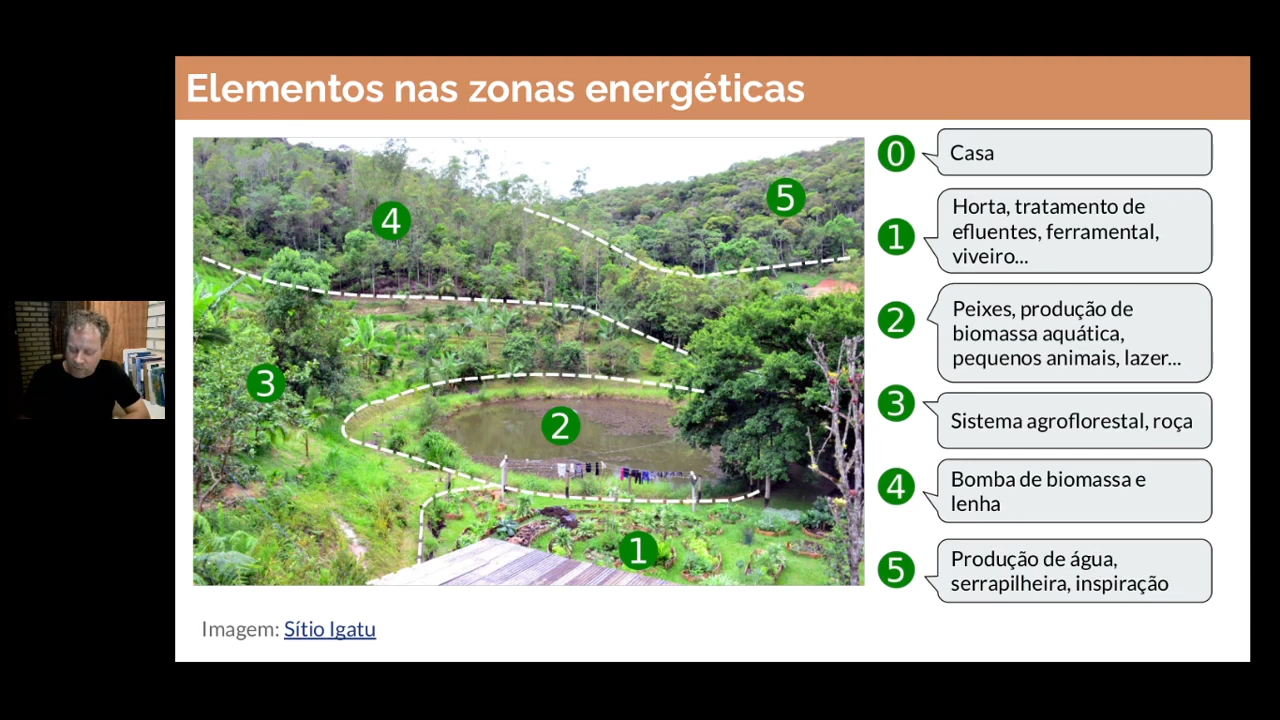 Elementos nas zonas energéticas
4
5
3
2
1
0
Casa
1
Horta, tratamento de
efluentes, ferramental,
viveiro...
2
Peixes, produção de
biomassa aquática,
pequenos animais, lazer...
3
Sistema agroflorestal, roça
4
Bomba de biomassa e
lenha
5
Produção de água,
serrapilheira, inspiração
Imagem: Sítio Igatu